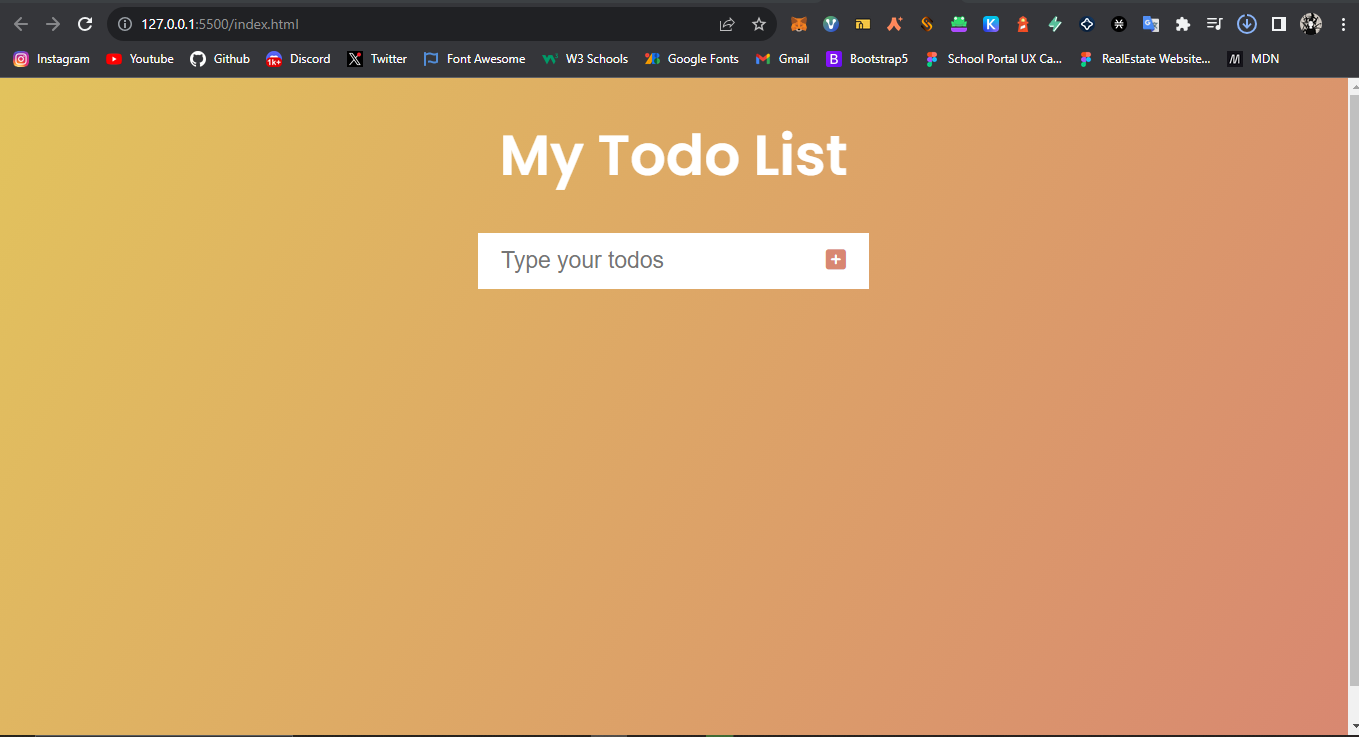 127.0.0.1:5500/index.html
Instagram Youtube Github 1k+ Discord Twitter Font Awesome W3 Schools Google Fonts Gmail B Bootstrap5 School Portal UX Ca... RealEstate Website... MDN
My Todo List
Type your todos